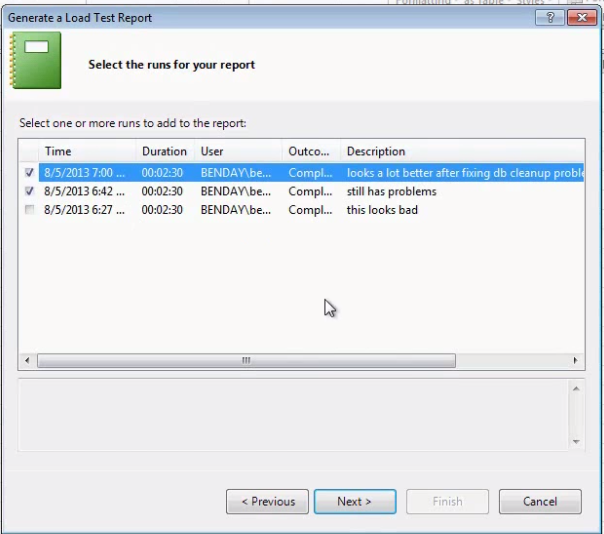 Formatting as Table Styles
Generate a Load Test Report
Select the runs for your report
Select one or more runs to add to the report:
Time Duration User Outco... Description
8/5/2013 7:00 ... 00:02:30 BENDAY\be... Compl... looks a lot better after fixing db cleanup proble
8/5/2013 6:42 ... 00:02:30 BENDAY\be... Compl... still has problems
8/5/2013 6:27 ... 00:02:30 BENDAY\be... Compl... this looks bad
< Previous Next > Finish Cancel